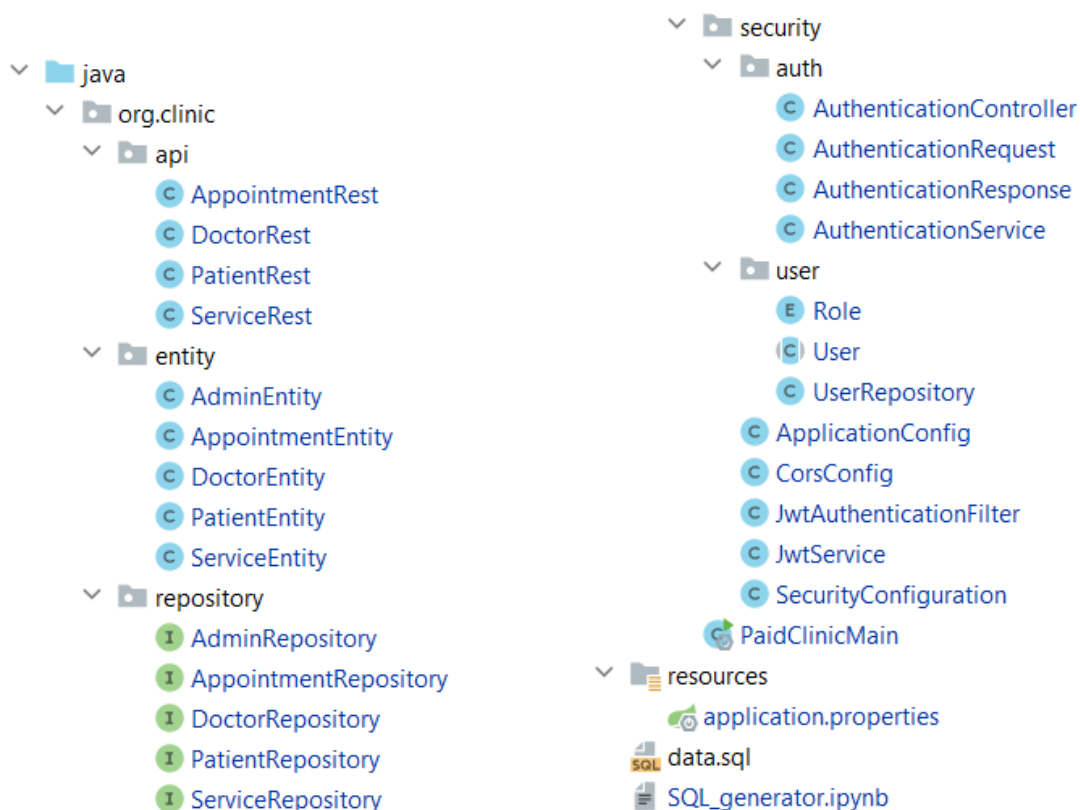 java
org.clinic
api
AppointmentRest
DoctorRest
PatientRest
ServiceRest
entity
AdminEntity
AppointmentEntity
DoctorEntity
PatientEntity
ServiceEntity
repository
AdminRepository
AppointmentRepository
DoctorRepository
PatientRepository
ServiceRepository
security
auth
AuthenticationController
AuthenticationRequest
AuthenticationResponse
AuthenticationService
user
Role
User
UserRepository
ApplicationConfig
CorsConfig
JwtAuthenticationFilter
JwtService
SecurityConfiguration
PaidClinicMain
resources
application.properties
data.sql
SQL_generator.ipynb